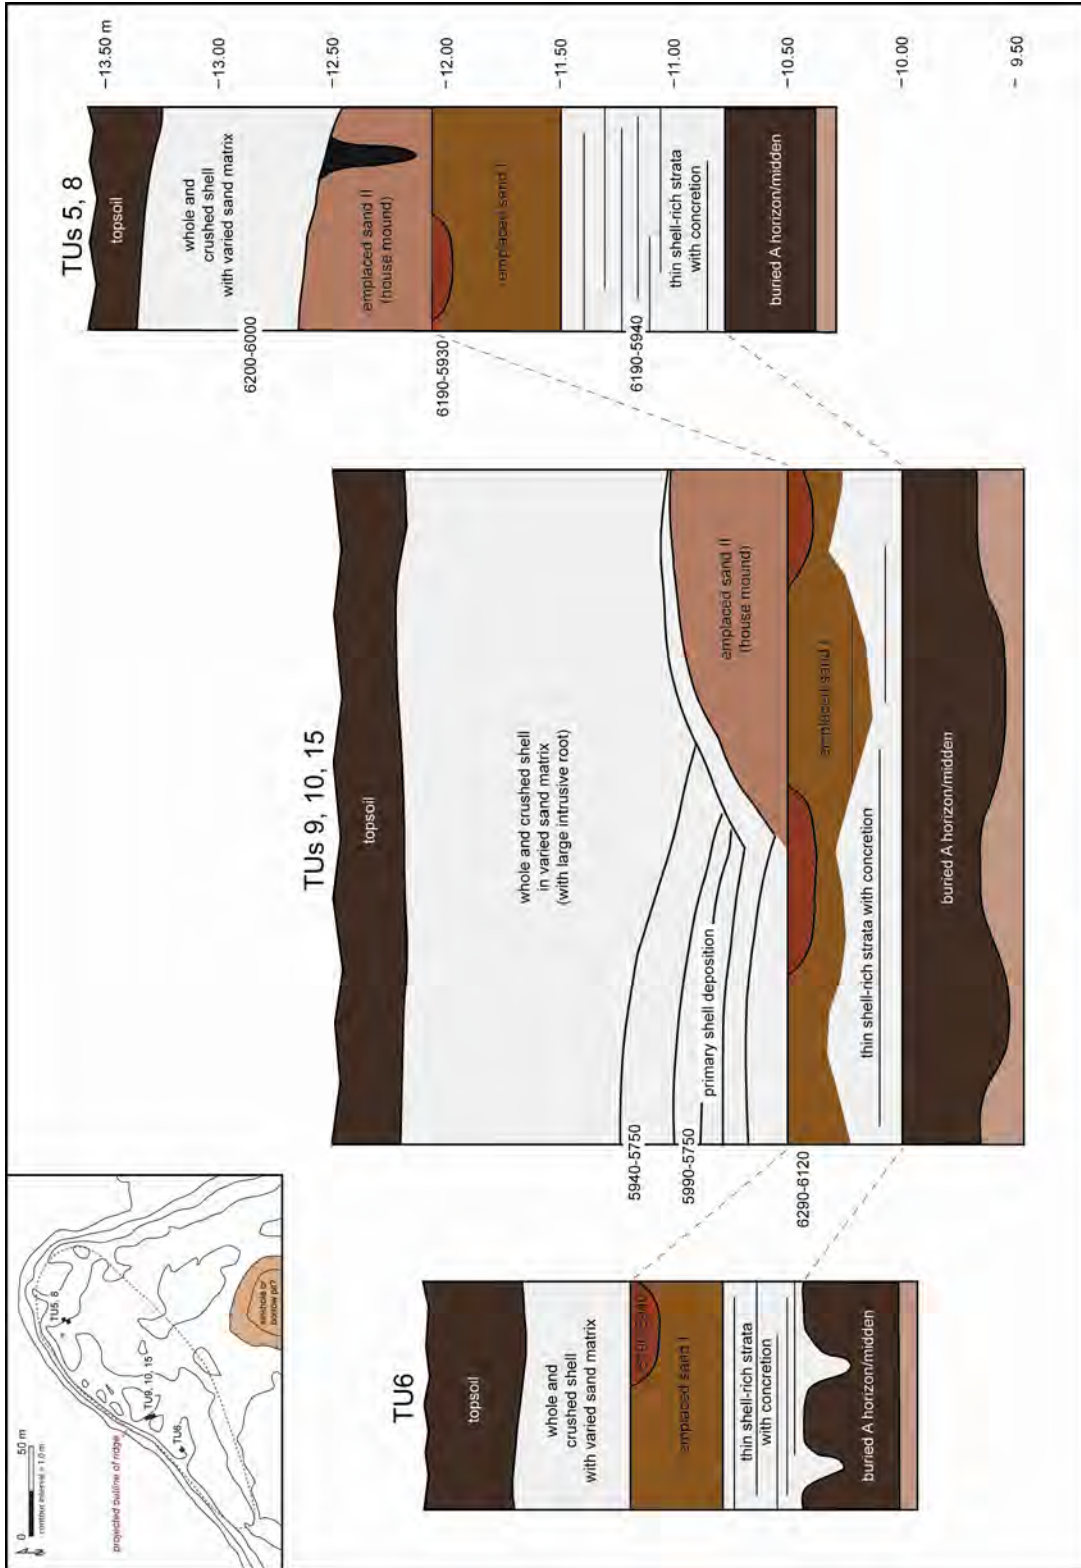 0
50 m
N
contour interval = 1.0 m
projected outline of ridge
TU5, 8
TU9, 10, 15
TU6
sinkhole or
borrow pit?
TU6
topsoil
whole and
crushed shell
with varied sand matrix
emplaced sand I
thin shell-rich strata
with concretion
buried A horizon/midden
TUs 9, 10, 15
topsoil
whole and crushed shell
in varied sand matrix
(with large intrusive root)
5940-5750
5990-5750
primary shell deposition
emplaced sand II
(house mound)
6290-6120
emplaced sand I
thin shell-rich strata with concretion
buried A horizon/midden
TUs 5, 8
topsoil
whole and
crushed shell
with varied sand matrix
6200-6000
emplaced sand II
(house mound)
6190-5930
emplaced sand I
6190-5940
thin shell-rich strata
with concretion
buried A horizon/midden
–13.50 m
–13.00
–12.50
–12.00
–11.50
–11.00
–10.50
–10.00
– 9.50